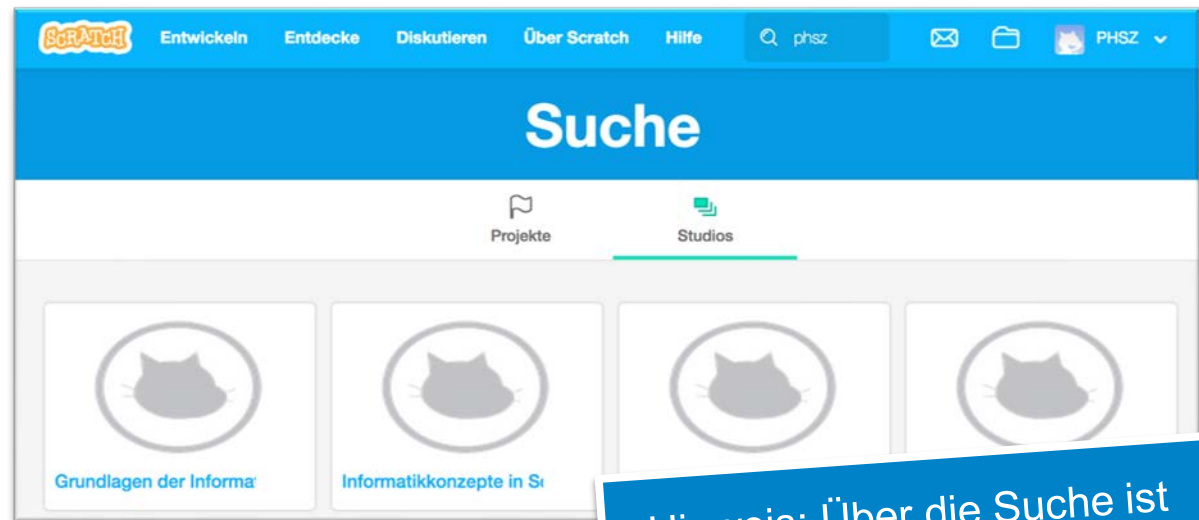 SCRATCH Entwickeln Entdecke Diskutieren Über Scratch Hilfe phsz PHSZ
Suche
Projekte Studios
Grundlagen der Informa Informatikkonzepte in Sc
Hinweis: Über die Suche ist